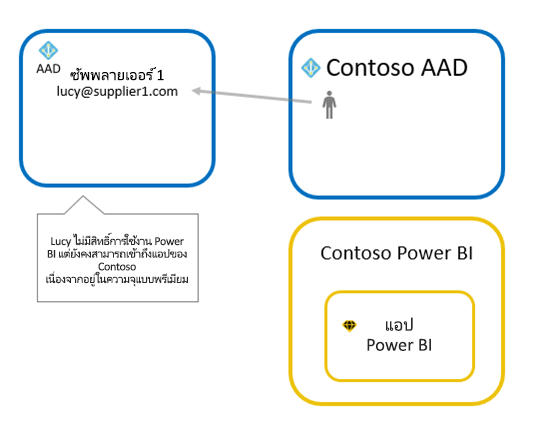 AAD
ซัพพลายเออร์ 1
lucy@supplier1.com
Contoso AAD
Lucy ไม่มีสิทธิ์การใช้งาน Power
BI แต่ยังคงสามารถเข้าถึงแอปของ
Contoso
เนื่องจากอยู่ในความจุแบบพรีเมียม
Contoso Power BI
แอป
Power BI